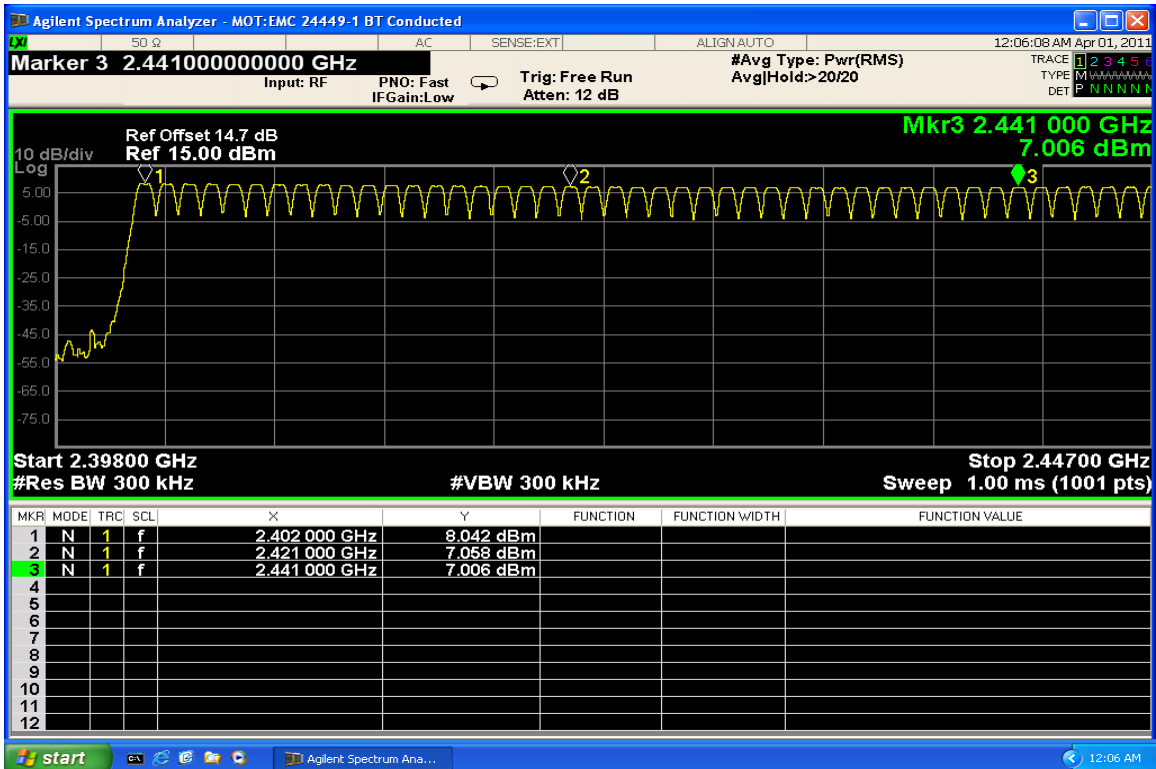 Agilent Spectrum Analyzer - MOT:EMC 24449-1 BT Conducted
LXI 50 Ω AC SENSE:EXT ALIGN AUTO 12:06:08 AM Apr 01, 2011
Marker 3 2.441000000000 GHz
Input: RF
PNO: Fast
IFGain:Low
Trig: Free Run
Atten: 12 dB
#Avg Type: Pwr(RMS)
Avg|Hold:>20/20
TRACE 1 2 3 4 5 6
TYPE M
DET P N N N N N
Mkr3 2.441 000 GHz
7.006 dBm
Ref Offset 14.7 dB
10 dB/div Ref 15.00 dBm
Log
1
2
3
5.00
-5.00
-15.0
-25.0
-35.0
-45.0
-55.0
-65.0
-75.0
Start 2.39800 GHz Stop 2.44700 GHz
#Res BW 300 kHz #VBW 300 kHz Sweep 1.00 ms (1001 pts)
MKR MODE TRC SCL X Y FUNCTION FUNCTION WIDTH FUNCTION VALUE
1 N 1 f 2.402 000 GHz 8.042 dBm
2 N 1 f 2.421 000 GHz 7.058 dBm
3 N 1 f 2.441 000 GHz 7.006 dBm
4
5
6
7
8
9
10
11
12
start Agilent Spectrum Ana... 12:06 AM